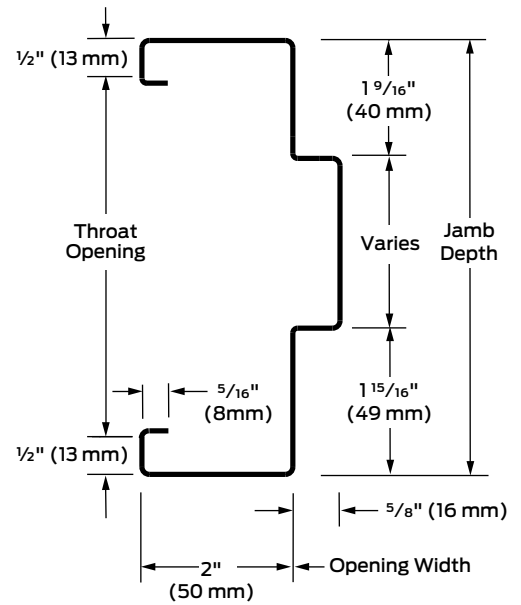 ½" (13 mm)
1 9/16"
(40 mm)
Throat
Opening
Varies
Jamb
Depth
5/16"
(8mm)
1 15/16"
(49 mm)
½" (13 mm)
5/8" (16 mm)
2"
(50 mm)
Opening Width